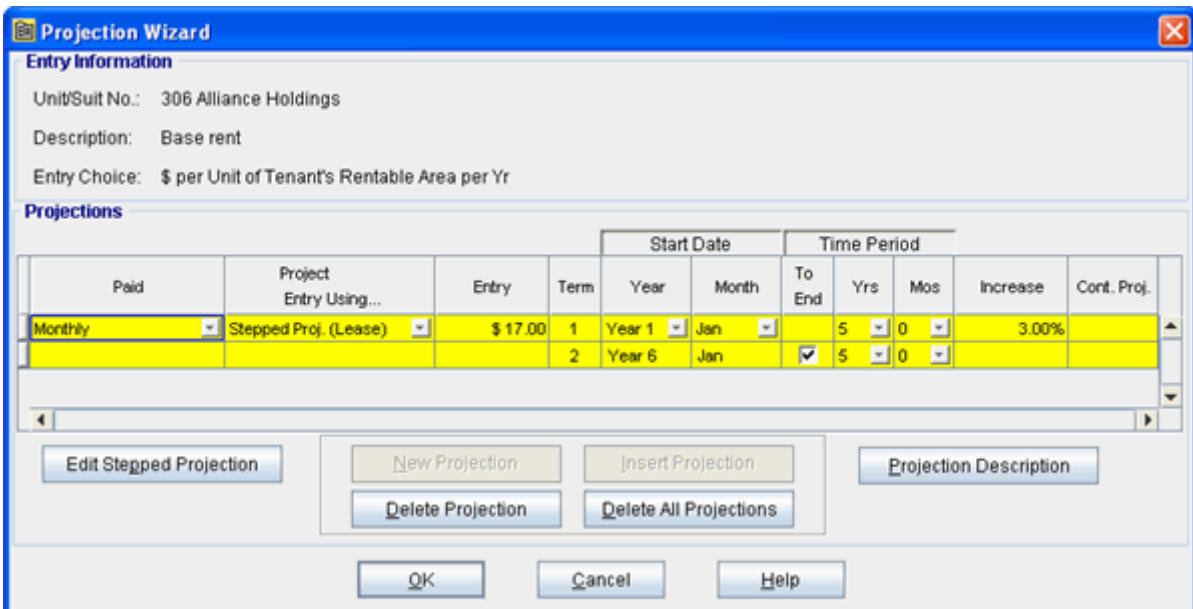 Projection Wizard
Entry Information
Unit/Suit No.: 306 Alliance Holdings
Description: Base rent
Entry Choice: $ per Unit of Tenant's Rentable Area per Yr
Projections
Start Date Time Period
Paid Project Entry Using... Entry Term Year Month To End Yrs Mos Increase Cont. Proj.
Monthly Stepped Proj. (Lease) $ 17.00 1 Year 1 Jan 5 0 3.00%
2 Year 6 Jan 5 0
Edit Stepped Projection New Projection Insert Projection Projection Description
Delete Projection Delete All Projections
OK Cancel Help